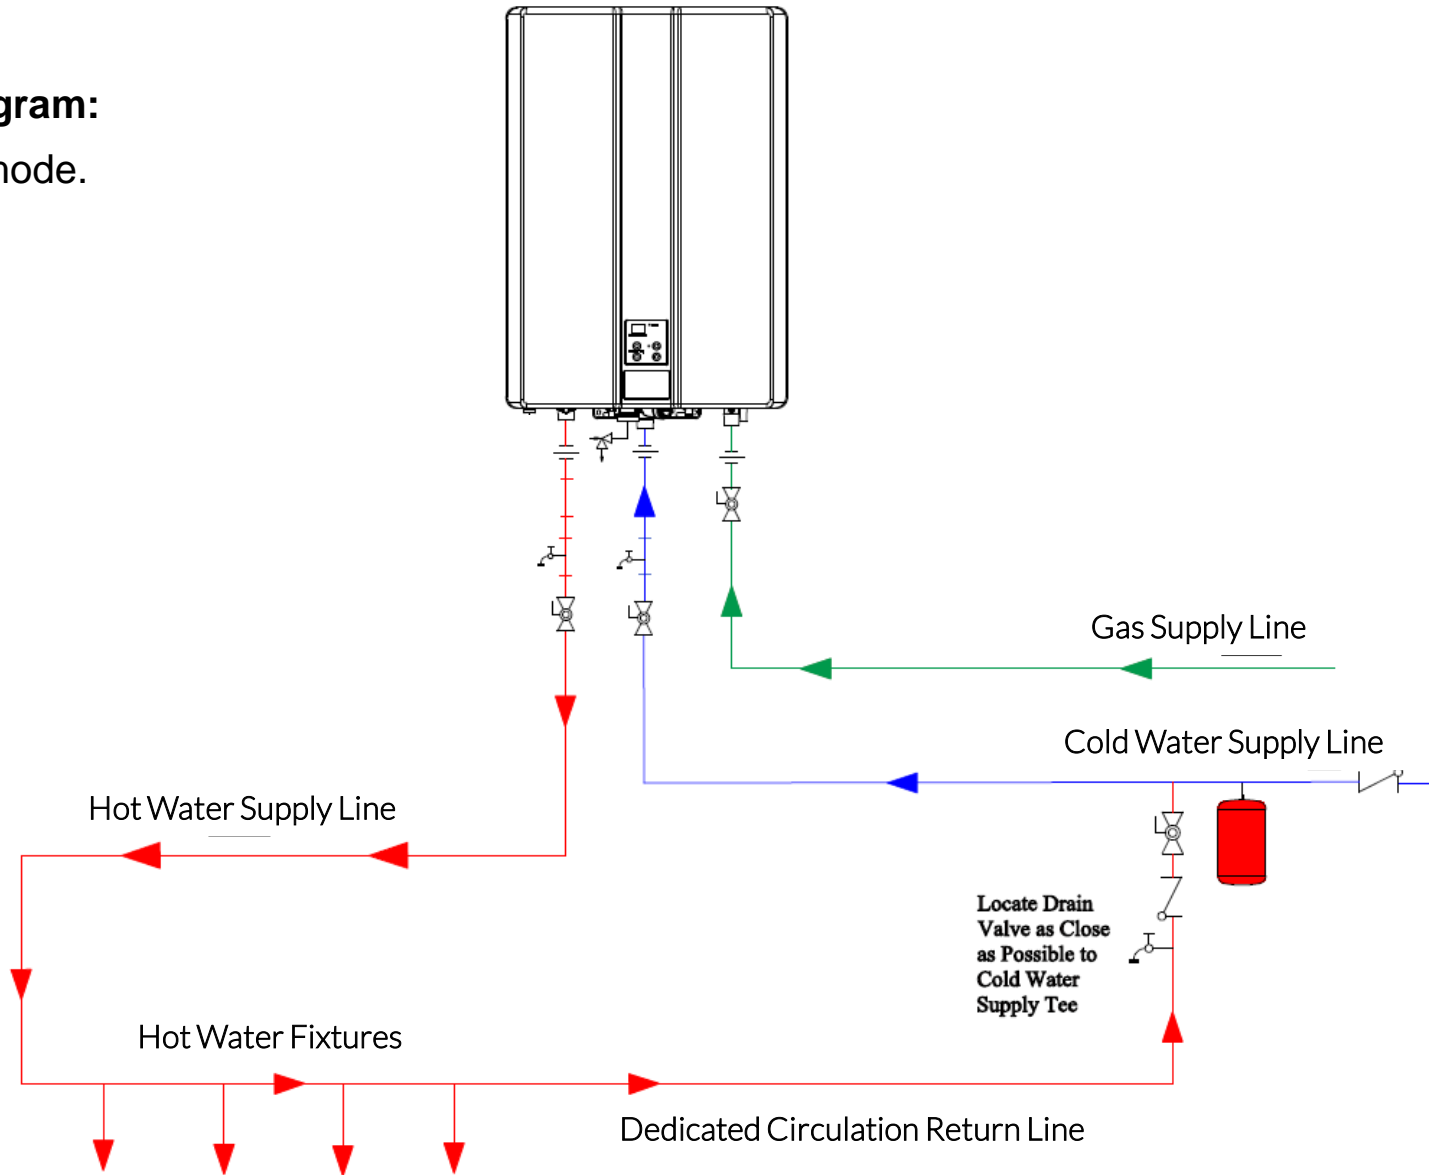 gram:
node.
Gas Supply Line
Cold Water Supply Line
Hot Water Supply Line
Locate Drain
Valve as Close
as Possible to
Cold Water
Supply Tee
Hot Water Fixtures
Dedicated Circulation Return Line